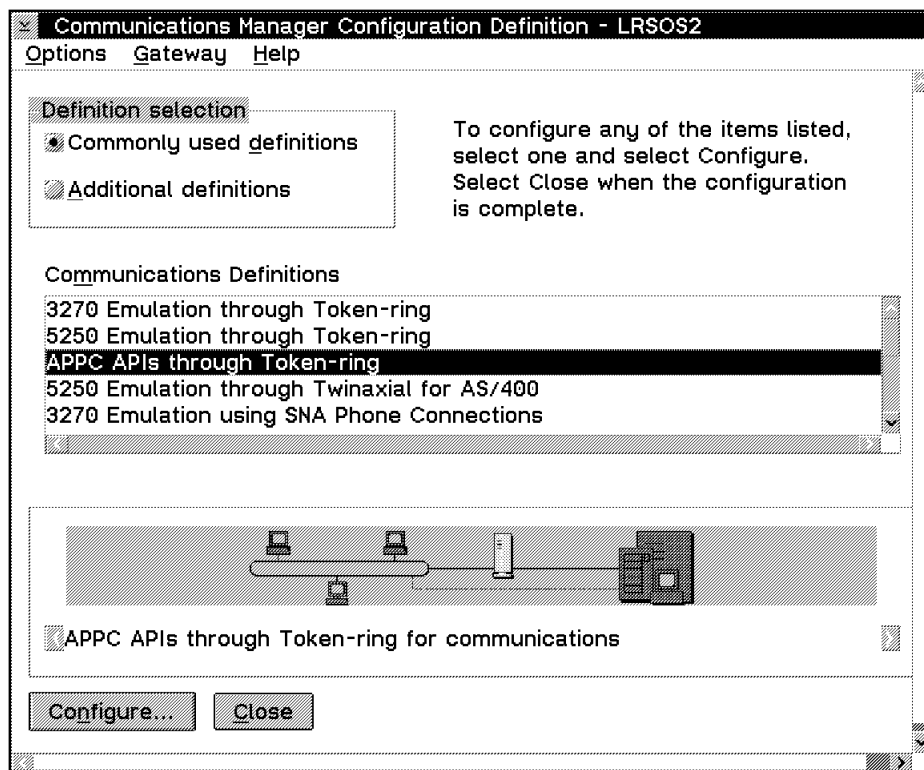 Communications Manager Configuration Definition - LRSOS2
Options Gateway Help
Definition selection
Commonly used definitions
Additional definitions
To configure any of the items listed,
select one and select Configure.
Select Close when the configuration
is complete.
Communications Definitions
3270 Emulation through Token-ring
5250 Emulation through Token-ring
APPC APIs through Token-ring
5250 Emulation through Twinaxial for AS/400
3270 Emulation using SNA Phone Connections
APPC APIs through Token-ring for communications
Configure... Close